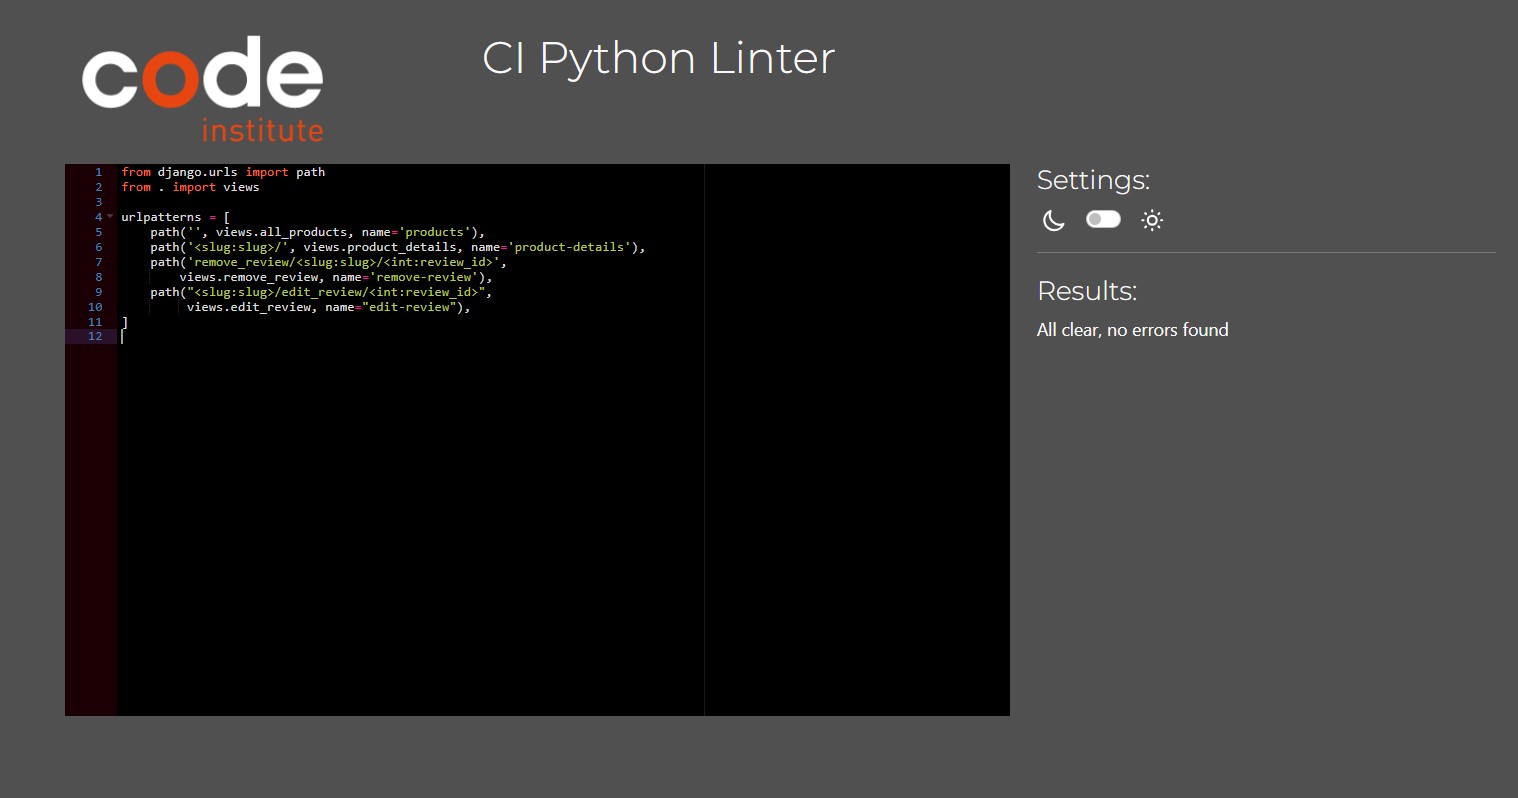 code
institute
CI Python Linter
1 from django.urls import path
2 from . import views
3
4 urlpatterns = [
5     path('', views.all_products, name='products'),
6     path('<slug:slug>/', views.product_details, name='product-details'),
7     path('remove_review/<slug:slug>/<int:review_id>',
8         views.remove_review, name='remove-review'),
9     path("<slug:slug>/edit_review/<int:review_id>",
10         views.edit_review, name="edit-review"),
11 ]
12
Settings:
Results:
All clear, no errors found